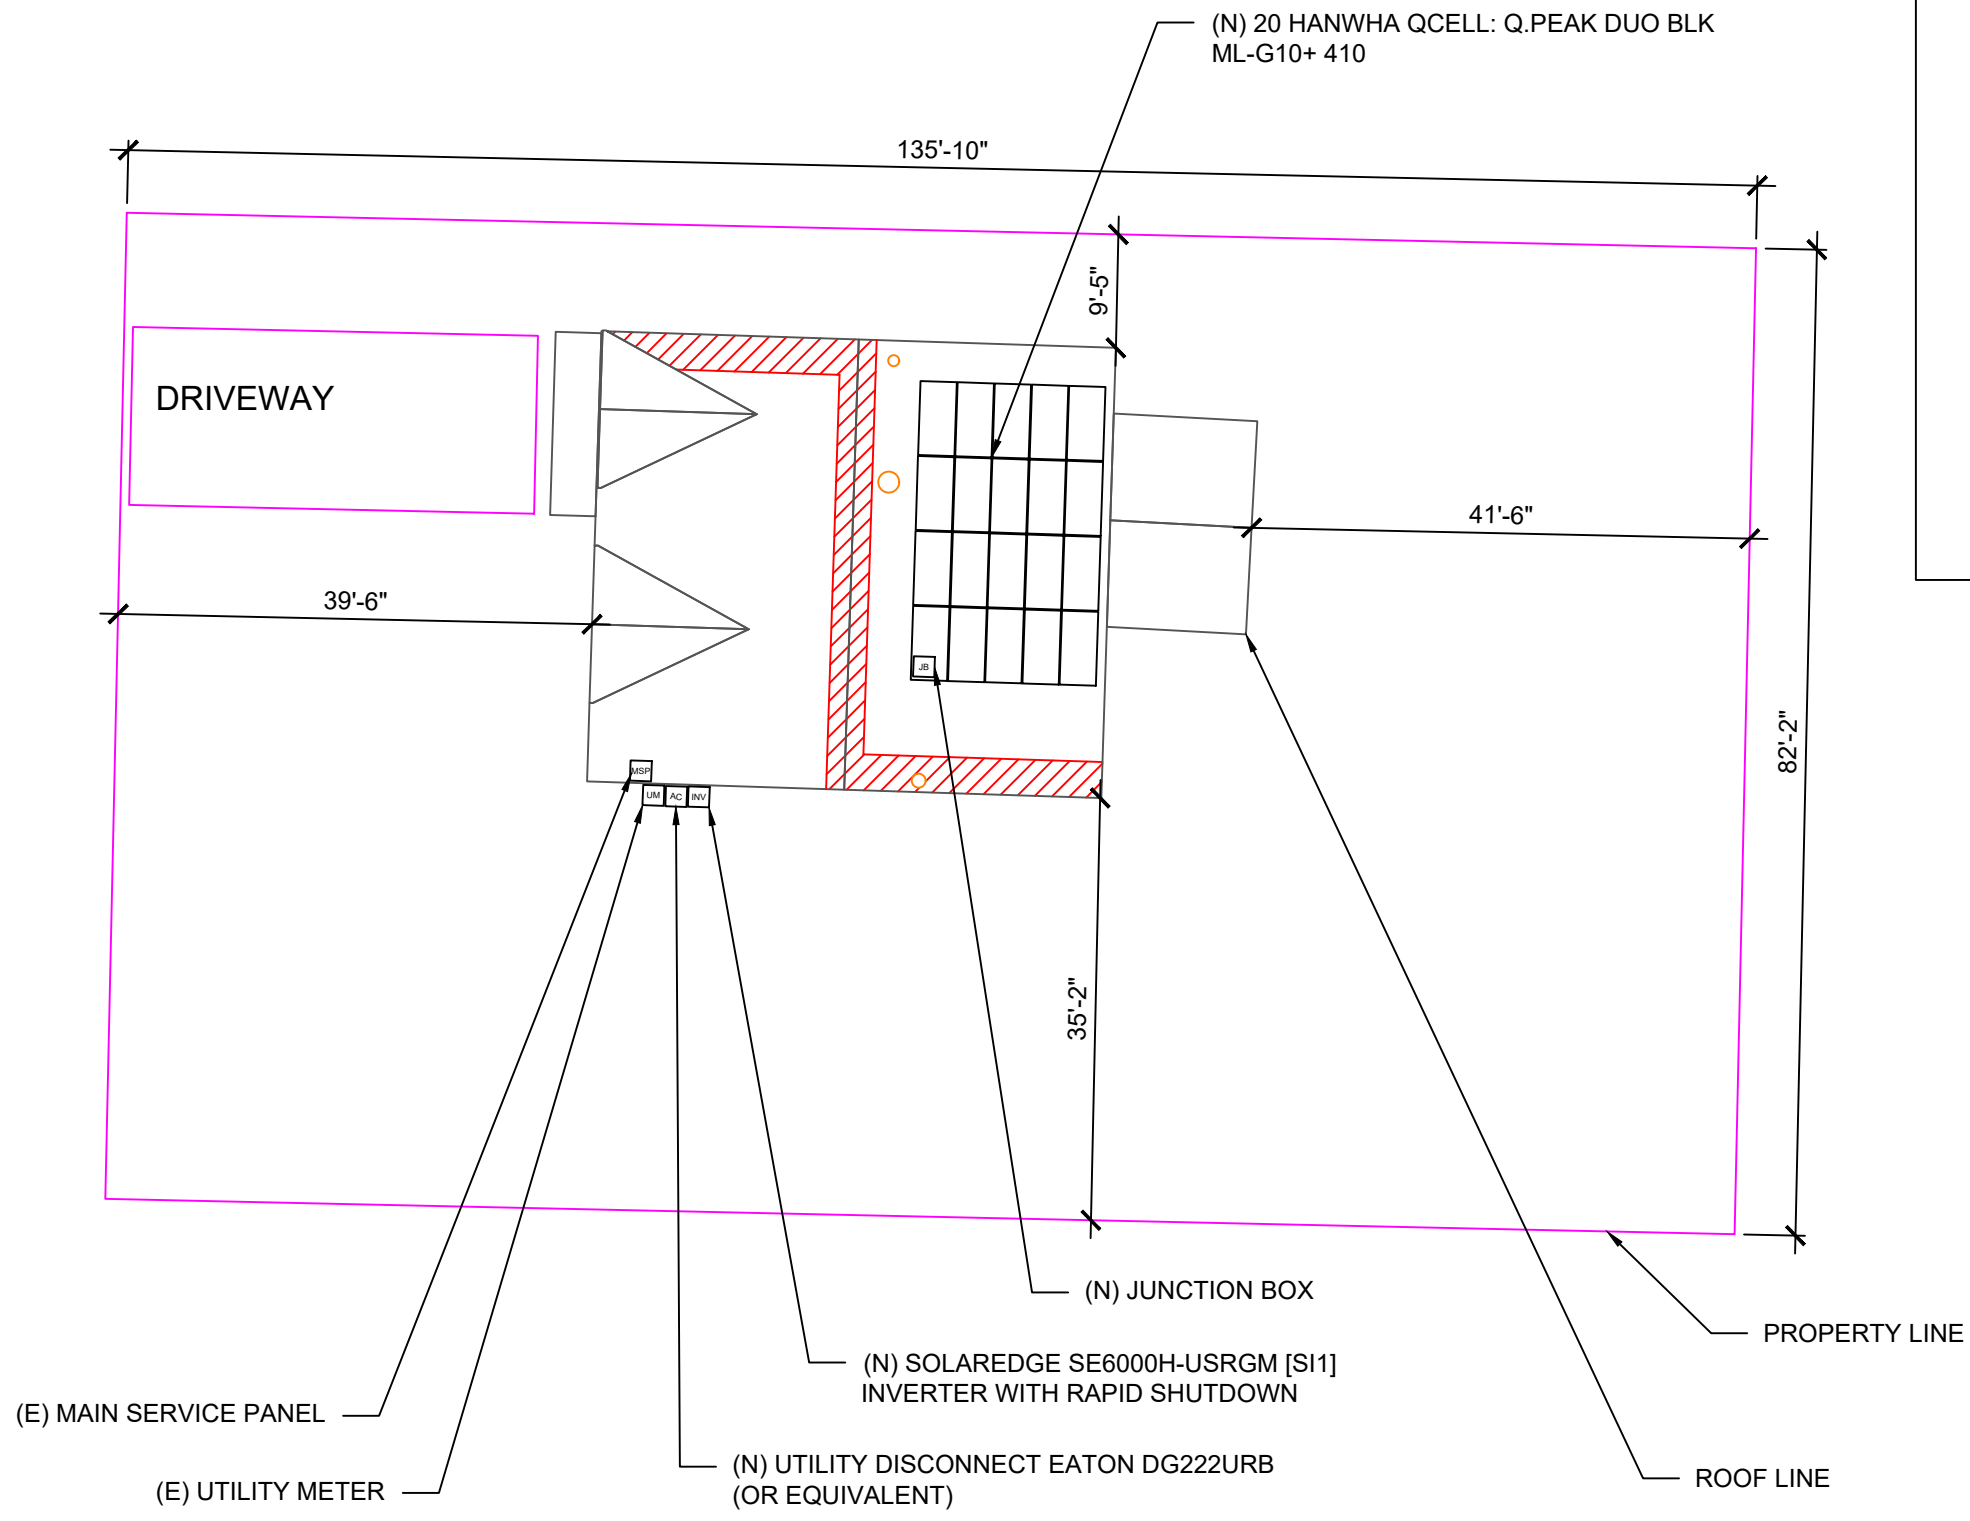 (N) 20 HANWHA QCELL: Q.PEAK DUO BLK
ML-G10+ 410
135'-10"
9'-5"
DRIVEWAY
41'-6"
39'-6"
JB
82'-2"
MSP
UM
AC
INV
35'-2"
(N) JUNCTION BOX
PROPERTY LINE
(N) SOLAREDGE SE6000H-USRGM [SI1]
INVERTER WITH RAPID SHUTDOWN
(E) MAIN SERVICE PANEL
(N) UTILITY DISCONNECT EATON DG222URB
(OR EQUIVALENT)
ROOF LINE
(E) UTILITY METER